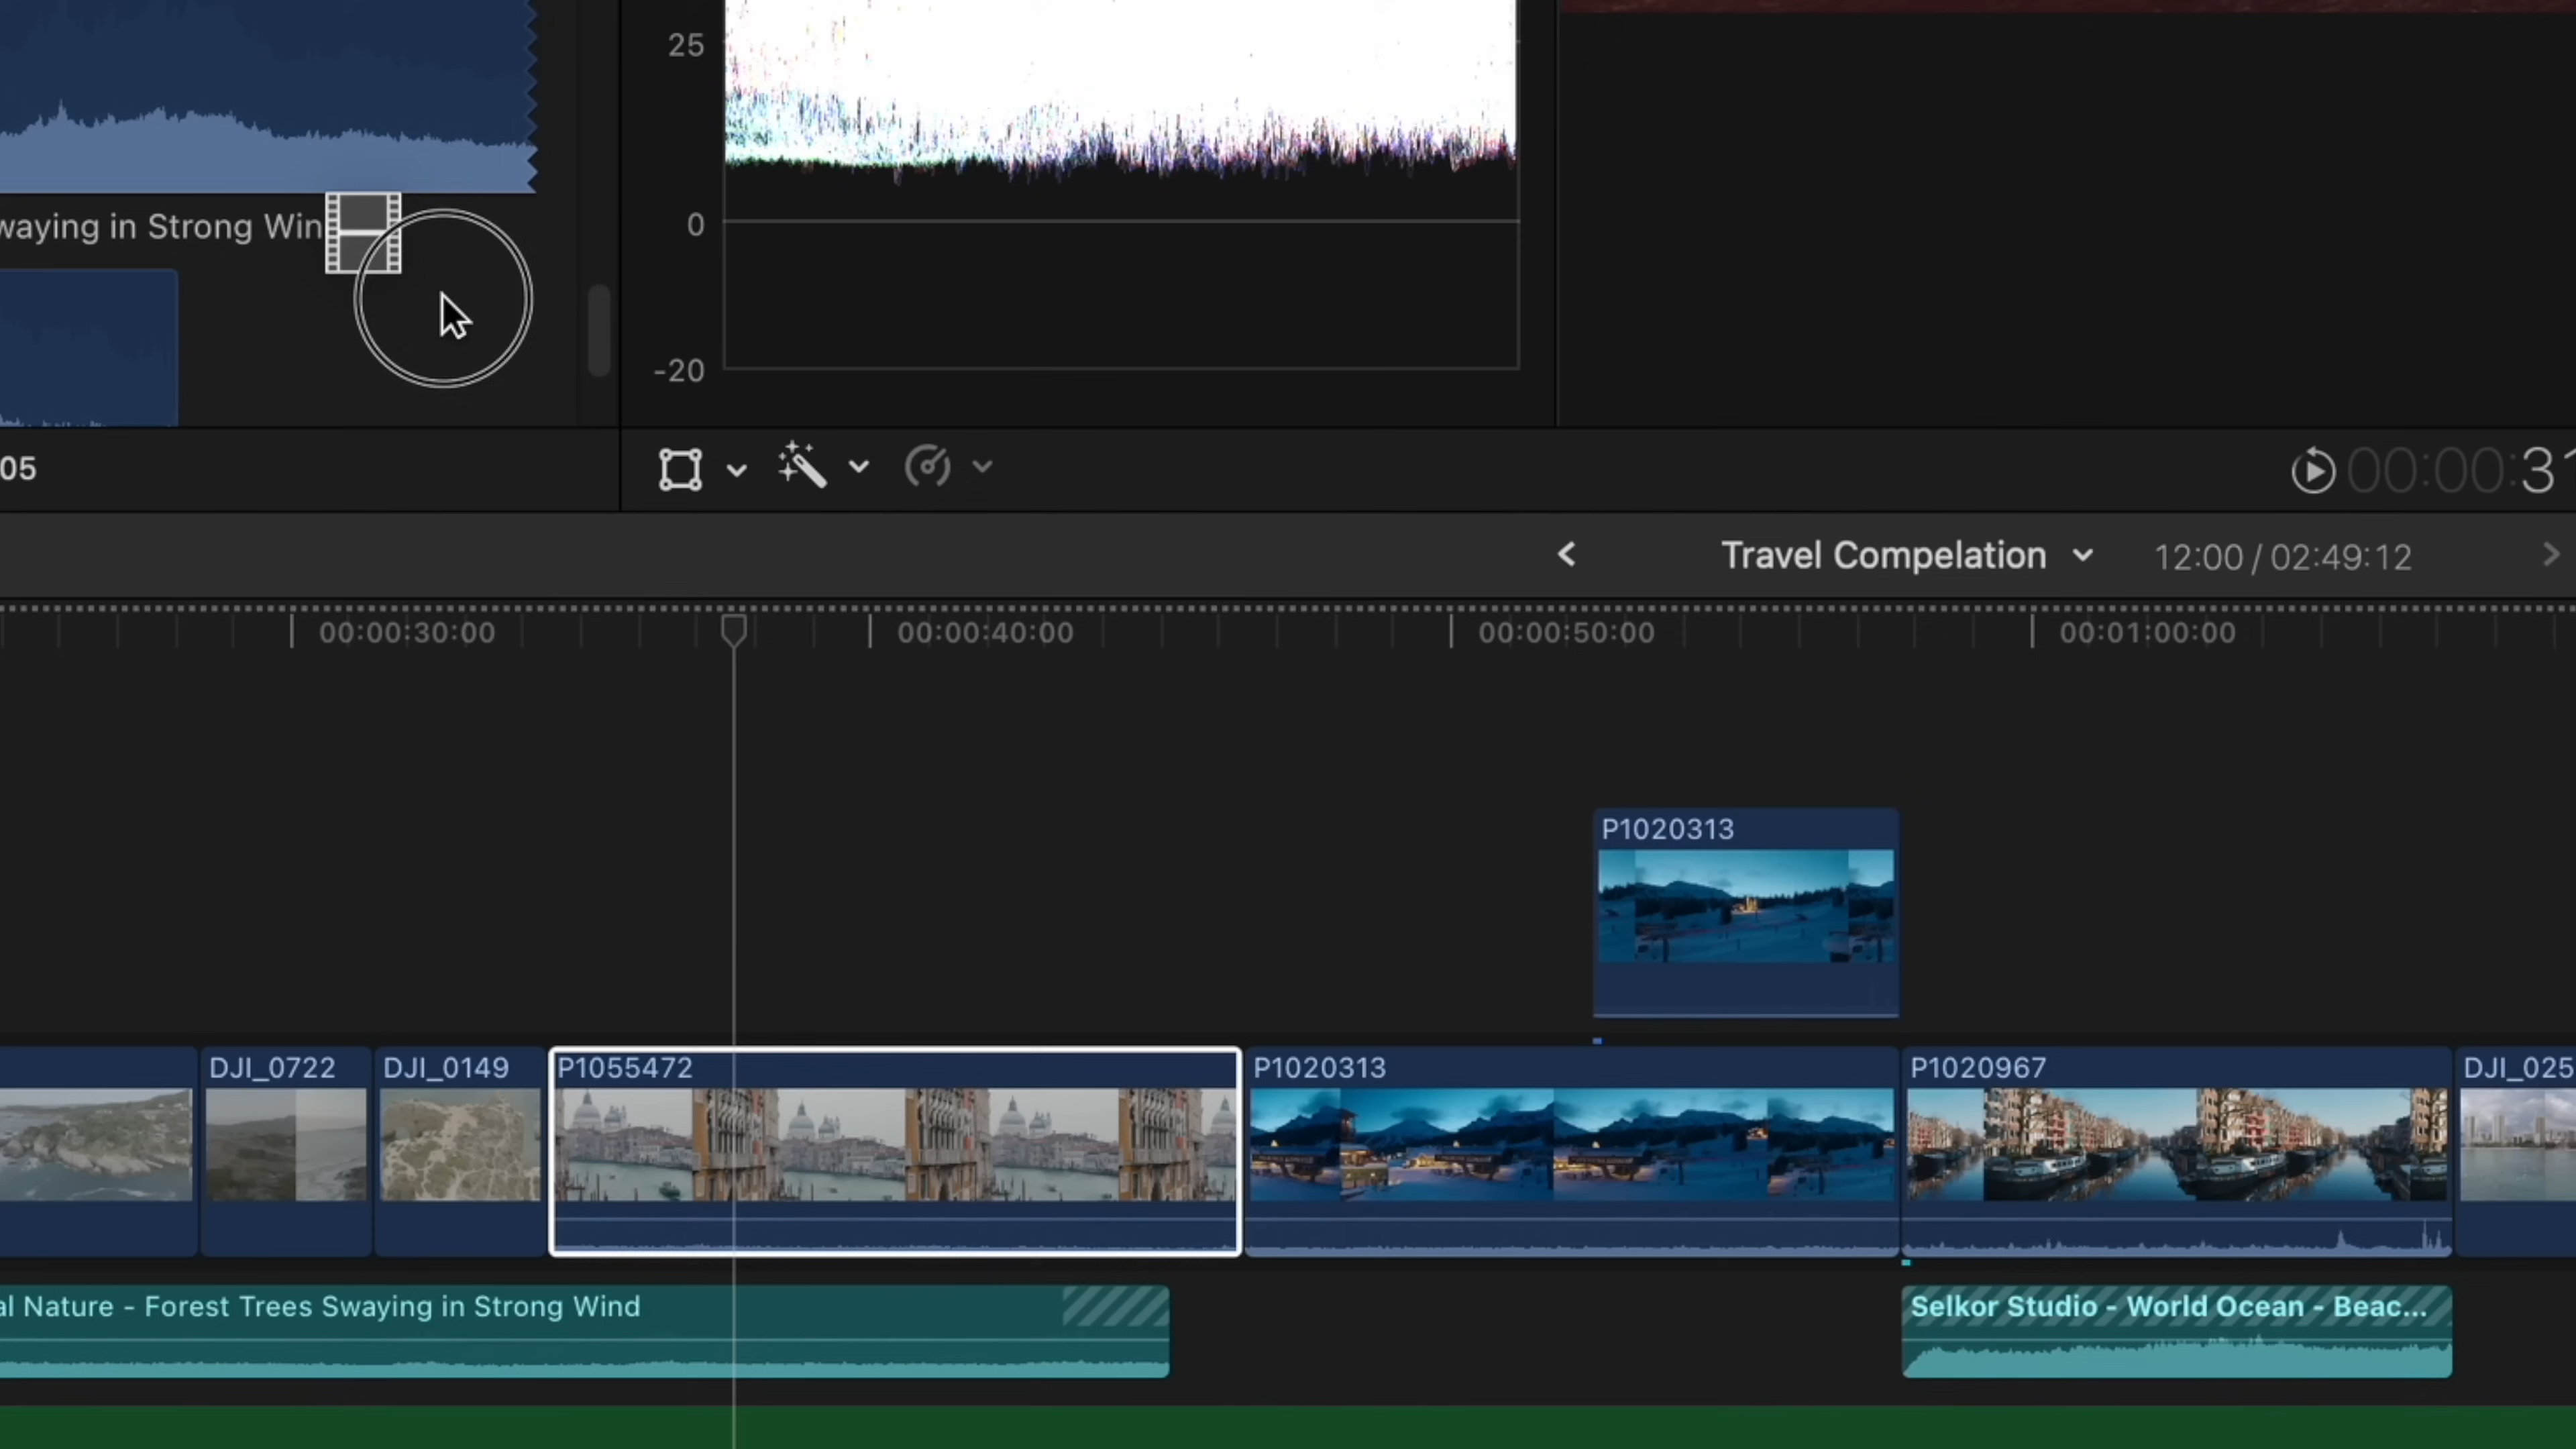 25
waying in Strong Win
0
-20
05
00:00:31
Travel Compelation
12:00 / 02:49:12
00:00:30:00
00:00:40:00
00:00:50:00
00:01:00:00
P1020313
DJI_0722
DJI_0149
P1055472
P1020313
P1020967
DJI_025
al Nature - Forest Trees Swaying in Strong Wind
Selkor Studio - World Ocean - Beac...